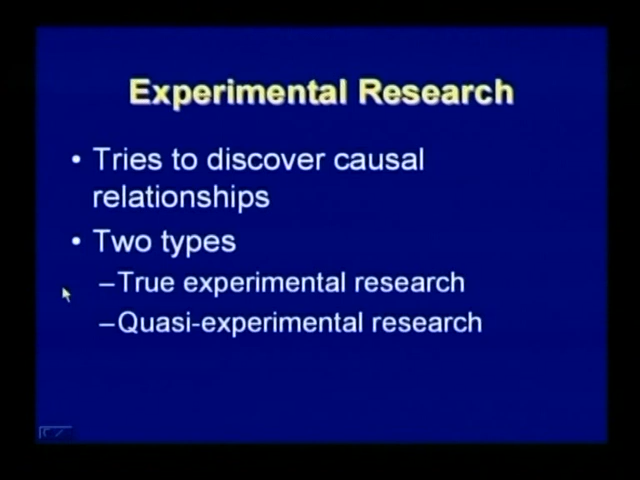 Experimental Research
• Tries to discover causal
relationships
• Two types
–True experimental research
–Quasi-experimental research